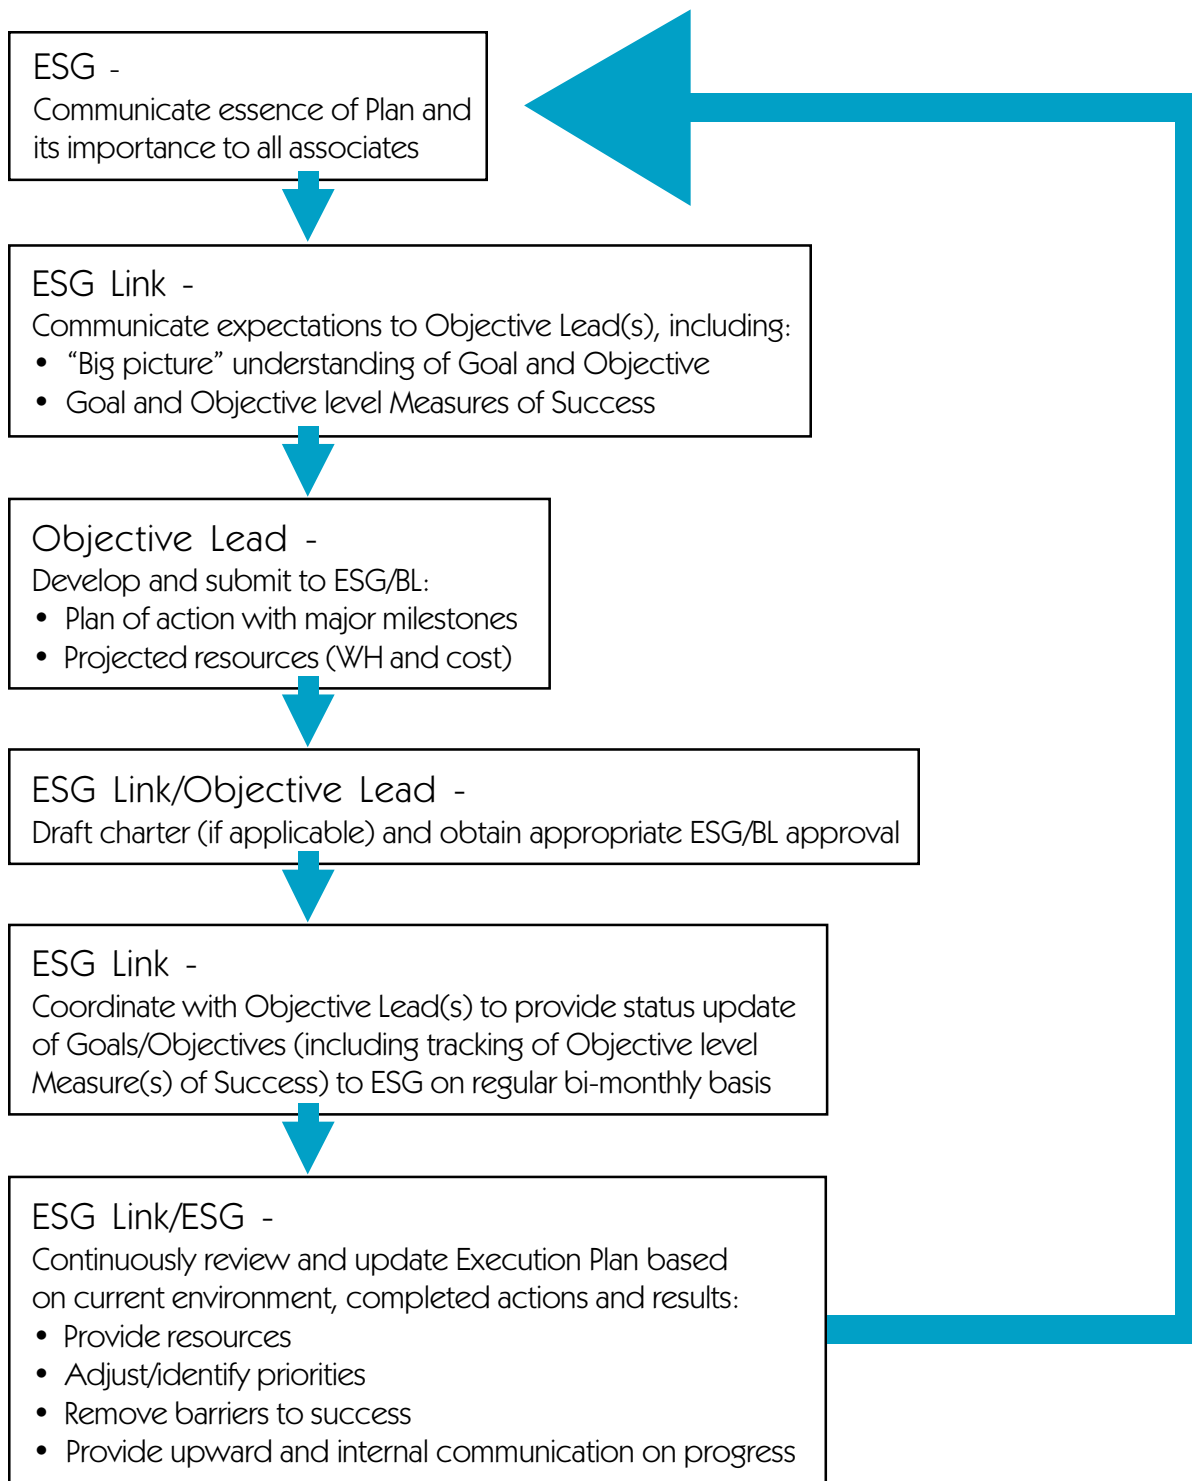 ESG -
Communicate essence of Plan and
its importance to all associates
ESG Link -
Communicate expectations to Objective Lead(s), including:
• “Big picture” understanding of Goal and Objective
• Goal and Objective level Measures of Success
Objective Lead -
Develop and submit to ESG/BL:
• Plan of action with major milestones
• Projected resources (WH and cost)
ESG Link/Objective Lead -
Draft charter (if applicable) and obtain appropriate ESG/BL approval
ESG Link -
Coordinate with Objective Lead(s) to provide status update
of Goals/Objectives (including tracking of Objective level
Measure(s) of Success) to ESG on regular bi-monthly basis
ESG Link/ESG -
Continuously review and update Execution Plan based
on current environment, completed actions and results:
• Provide resources
• Adjust/identify priorities
• Remove barriers to success
• Provide upward and internal communication on progress